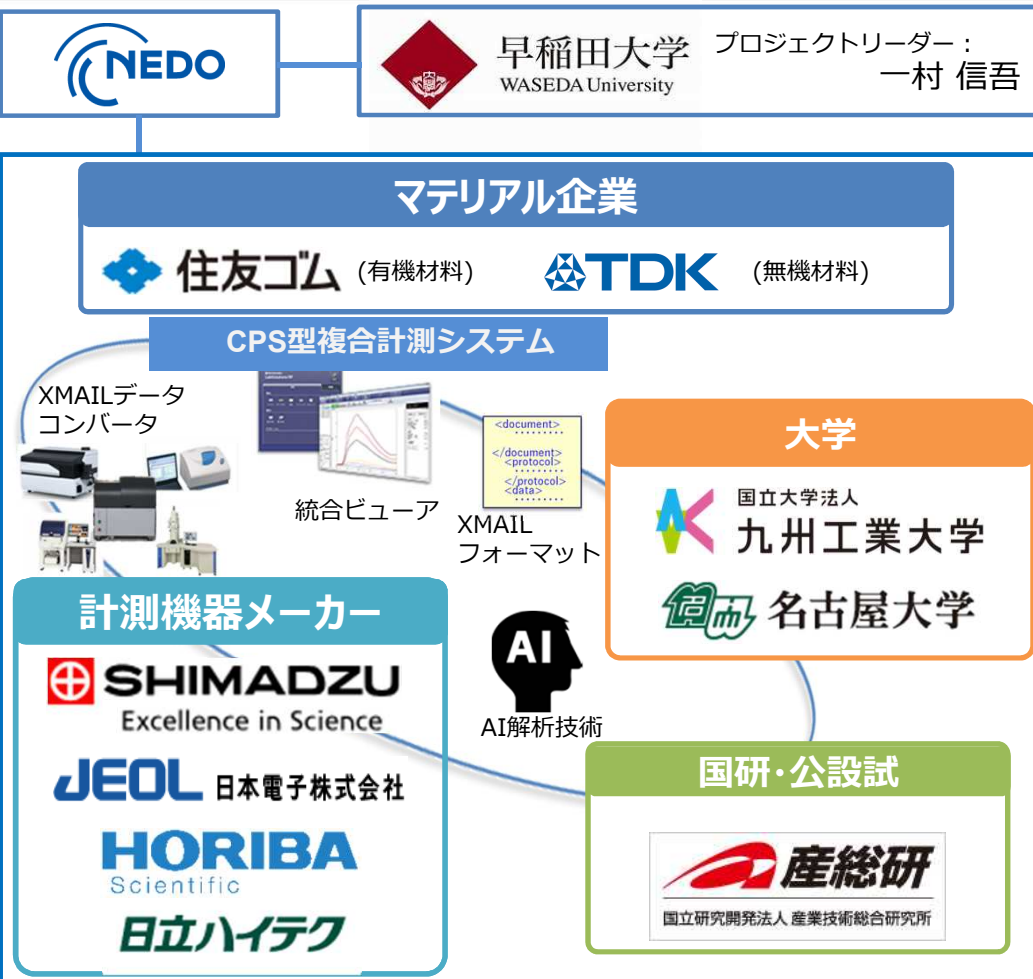 NEDO
早稲田大学
WASEDA University
プロジェクトリーダー：
一村 信吾
マテリアル企業
住友ゴム (有機材料)
TDK (無機材料)
CPS型複合計測システム
XMAILデータ
コンバータ
統合ビューア
<document>
.........
</document>
<protocol>
.........
</protocol>
<data>
.........
XMAIL
フォーマット
大学
国立大学法人
九州工業大学
名古屋大学
計測機器メーカー
SHIMADZU
Excellence in Science
JEOL 日本電子株式会社
HORIBA
Scientific
日立ハイテク
AI
AI解析技術
国研・公設試
産総研
国立研究開発法人 産業技術総合研究所